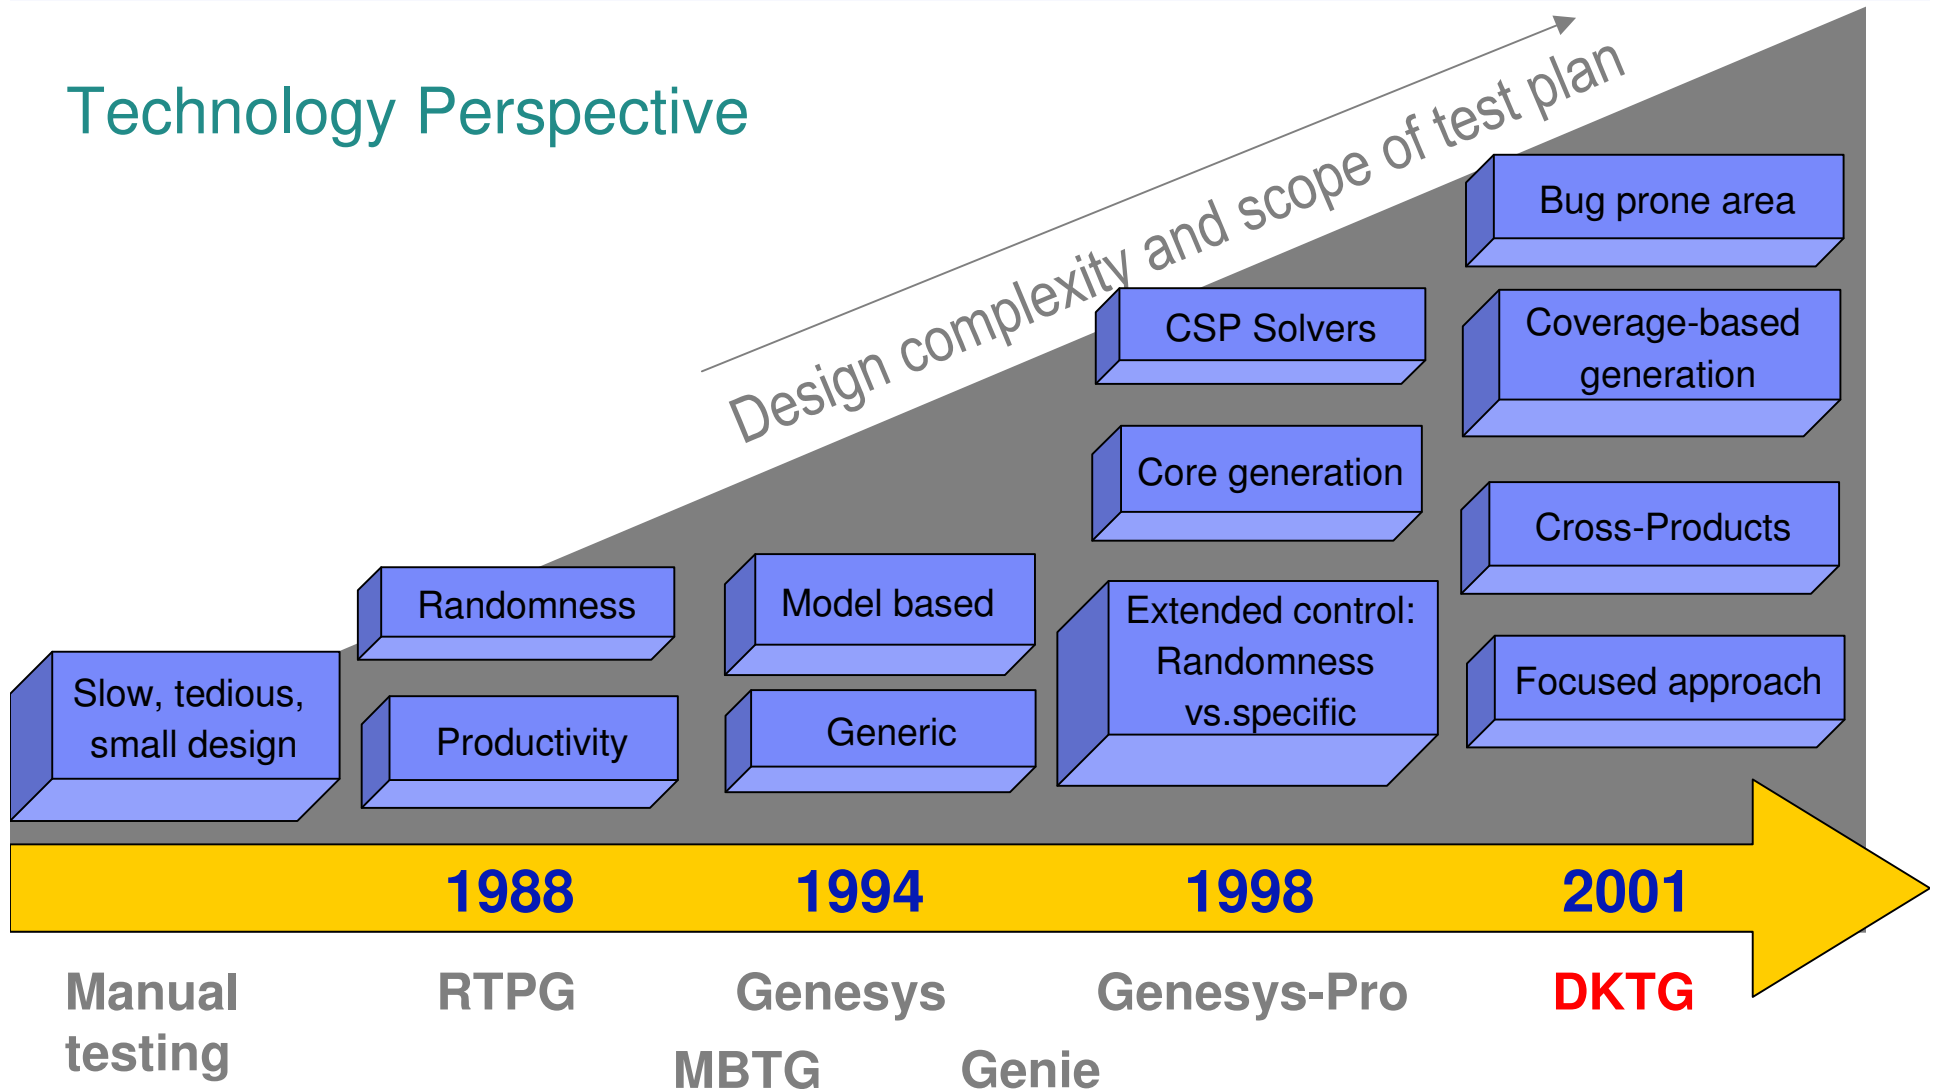 Technology Perspective
Design complexity and scope of test plan
Bug prone area
CSP Solvers
Coverage-based
generation
Core generation
Cross-Products
Randomness
Model based
Extended control:
Randomness
vs.specific
Focused approach
Slow, tedious,
small design
Productivity
Generic
1988
1994
1998
2001
Manual
testing
RTPG
Genesys
Genesys-Pro
DKTG
MBTG
Genie